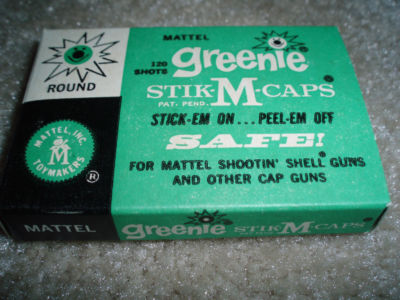 MATTEL
120 SHOTS
greenie
ROUND
STIK-M-CAPS
PAT. PEND.
STICK-EM ON... PEEL-EM OFF
SAFE!
FOR MATTEL SHOOTIN' SHELL GUNS
AND OTHER CAP GUNS
MATTEL, INC.
M
TOYMAKERS
®
MATTEL greenie STIK-M-CAPS